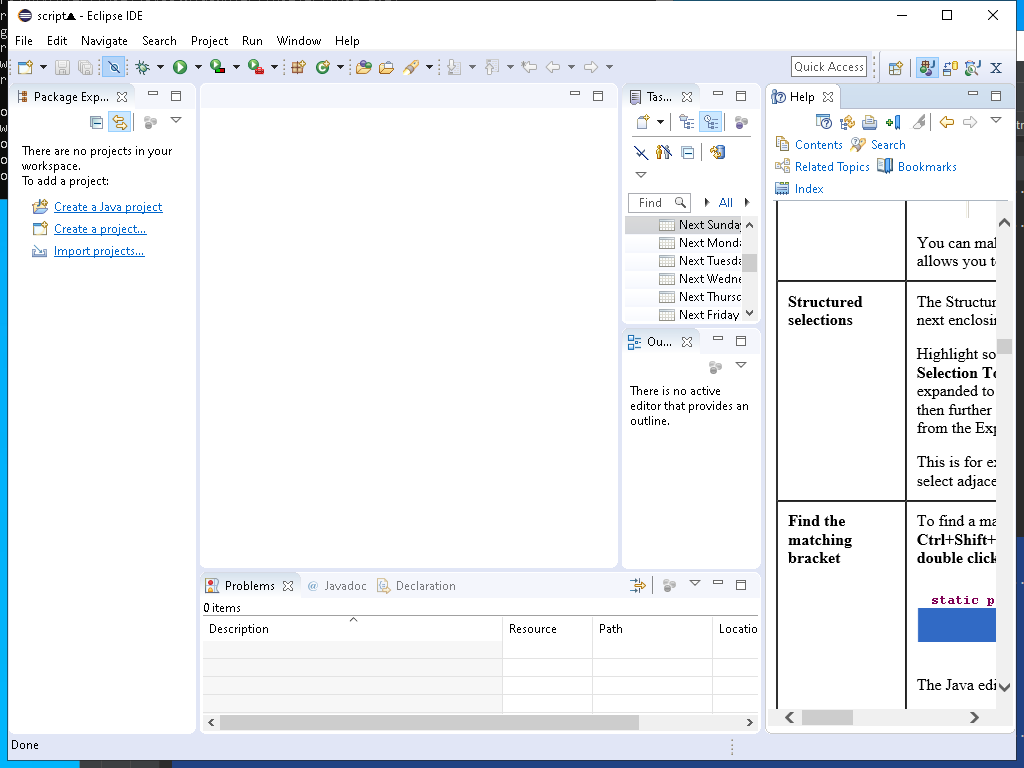 script▲ - Eclipse IDE
File Edit Navigate Search Project Run Window Help
Quick Access
Package Exp...
There are no projects in your
workspace.
To add a project:
Create a Java project
Create a project...
Import projects...
Tas...
Find
All
Next Sunda
Next Monda
Next Tuesda
Next Wedne
Next Thursd
Next Friday
Ou...
There is no active
editor that provides an
outline.
Help
Contents Search
Related Topics Bookmarks
Index
You can mal
allows you t
Structured
selections
The Structur
next enclosin
Highlight so
Selection To
expanded to
then further
from the Exp
This is for ex
select adjace
Find the
matching
bracket
To find a ma
Ctrl+Shift+
double click
static p
The Java edi
Problems @ Javadoc Declaration
0 items
Description Resource Path Locatio
Done